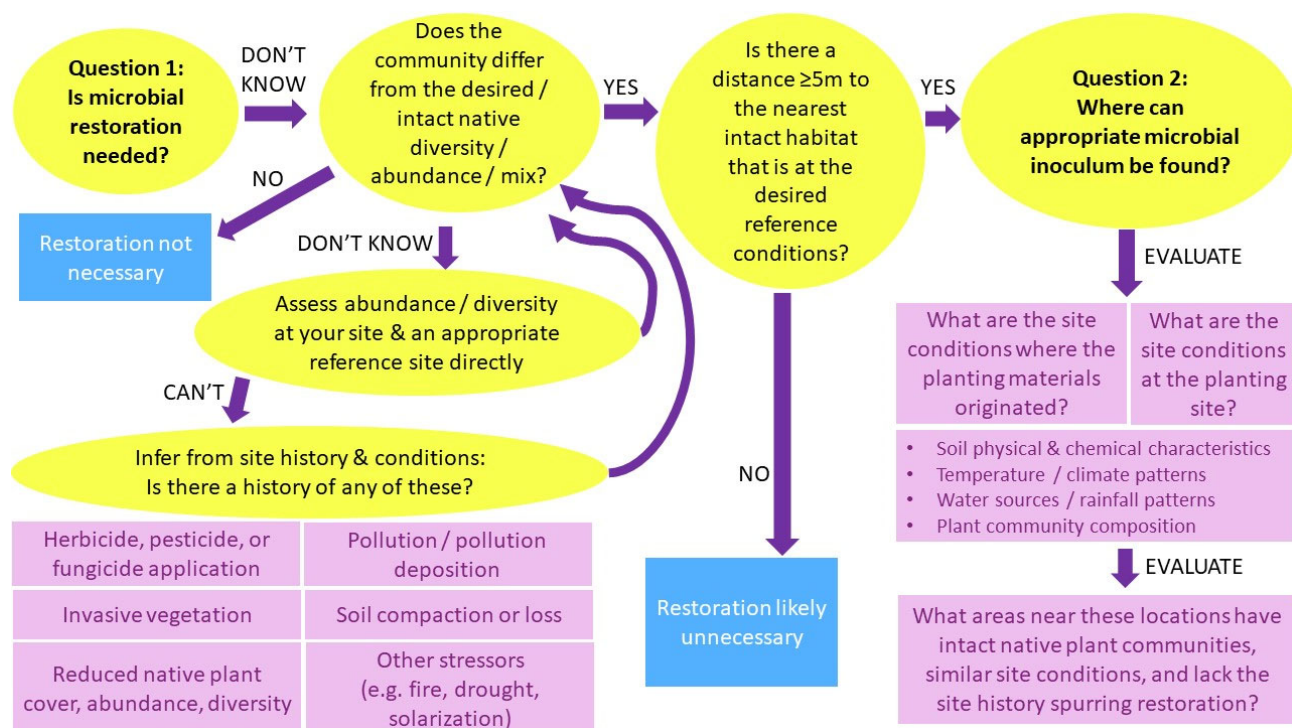 Question 1:
Is microbial
restoration
needed?
DON'T
KNOW
Does the
community differ
from the desired /
intact native
diversity /
abundance / mix?
YES
Is there a
distance ≥5m to
the nearest
intact habitat
that is at the
desired
reference
conditions?
YES
Question 2:
Where can
appropriate microbial
inoculum be found?
NO
Restoration not
necessary
DON'T KNOW
Assess abundance / diversity
at your site & an appropriate
reference site directly
CAN'T
Infer from site history & conditions:
Is there a history of any of these?
Herbicide, pesticide, or
fungicide application
Pollution / pollution
deposition
Invasive vegetation
Soil compaction or loss
Reduced native plant
cover, abundance, diversity
Other stressors
(e.g. fire, drought,
solarization)
NO
Restoration likely
unnecessary
EVALUATE
What are the site
conditions where the
planting materials
originated?
What are the
site conditions
at the planting
site?
• Soil physical & chemical characteristics
• Temperature / climate patterns
• Water sources / rainfall patterns
• Plant community composition
EVALUATE
What areas near these locations have
intact native plant communities,
similar site conditions, and lack the
site history spurring restoration?